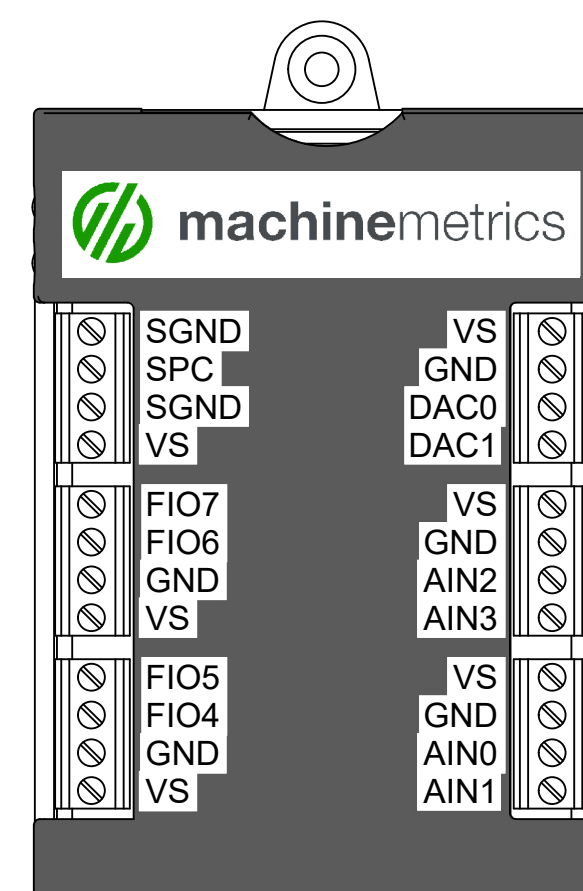 machinemetrics
SGND
SPC
SGND
VS
FIO7
FIO6
GND
VS
FIO5
FIO4
GND
VS
VS
GND
DAC0
DAC1
VS
GND
AIN2
AIN3
VS
GND
AIN0
AIN1